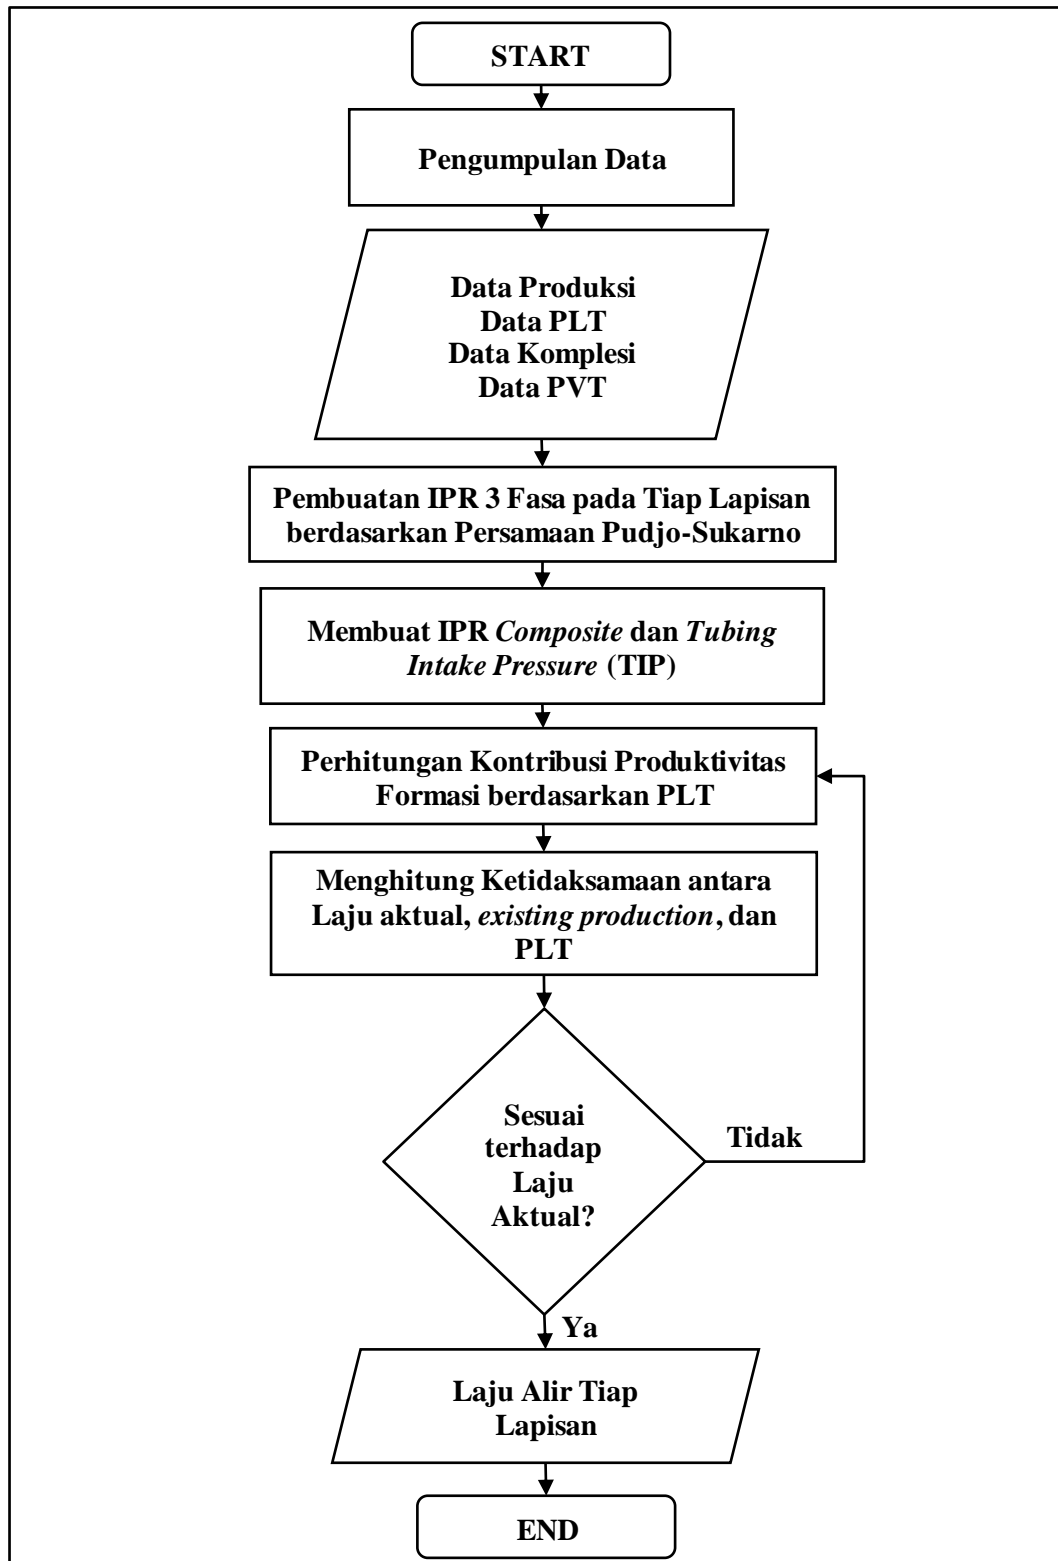 START
Pengumpulan Data
Data Produksi
Data PLT
Data Komplesi
Data PVT
Pembuatan IPR 3 Fasa pada Tiap Lapisan
berdasarkan Persamaan Pudjo-Sukarno
Membuat IPR Composite dan Tubing
Intake Pressure (TIP)
Perhitungan Kontribusi Produktivitas
Formasi berdasarkan PLT
Menghitung Ketidaksamaan antara
Laju aktual, existing production, dan
PLT
Sesuai
terhadap
Laju
Aktual?
Tidak
Ya
Laju Alir Tiap
Lapisan
END